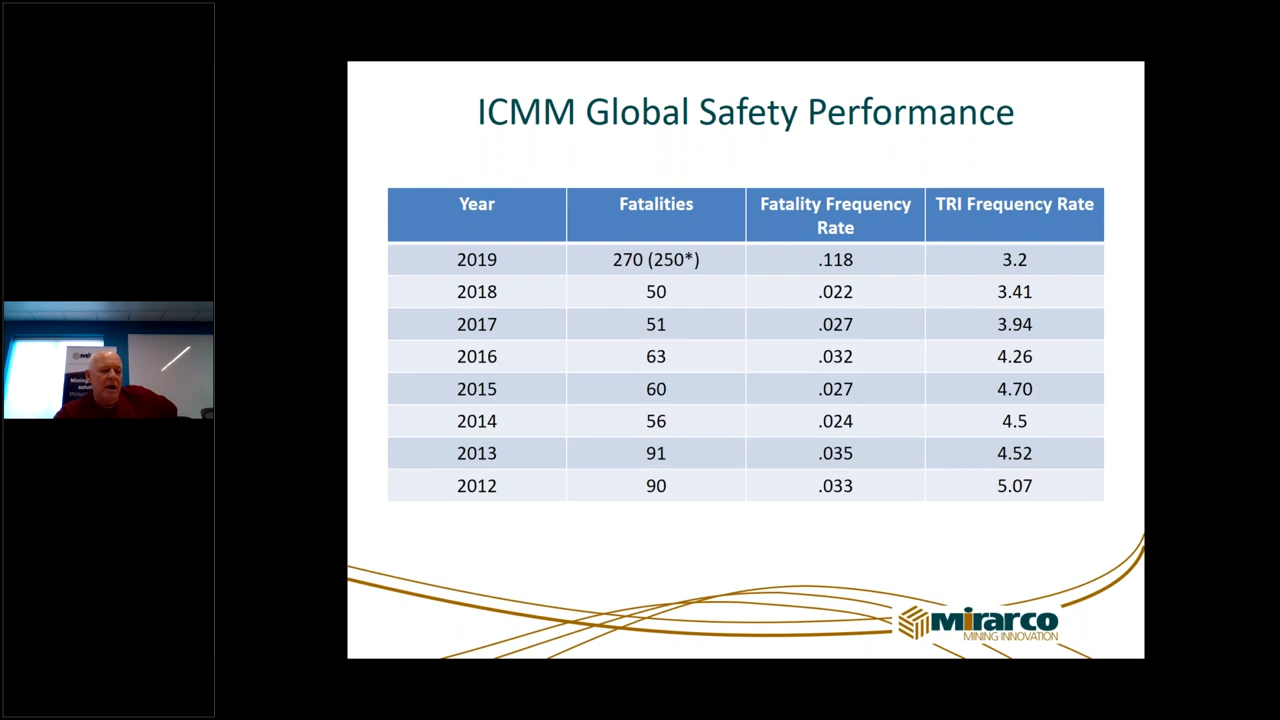 ICMM Global Safety Performance
Year Fatalities Fatality Frequency Rate TRI Frequency Rate
2019 270 (250*) .118 3.2
2018 50 .022 3.41
2017 51 .027 3.94
2016 63 .032 4.26
2015 60 .027 4.70
2014 56 .024 4.5
2013 91 .035 4.52
2012 90 .033 5.07
Mirarco
MINING INNOVATION